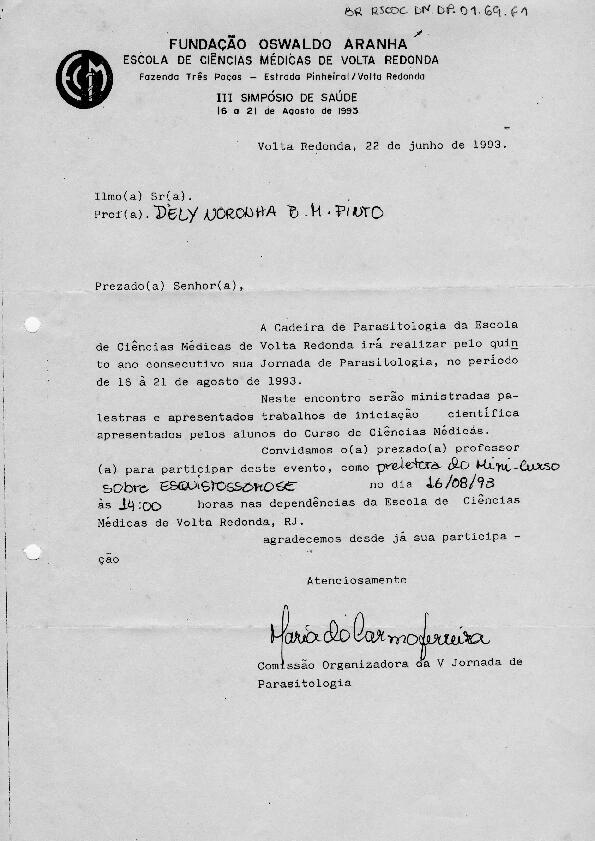 BR RSCOC DN DP.01.69.f1
FUNDAÇÃO OSWALDO ARANHA
ESCOLA DE CIÊNCIAS MÉDICAS DE VOLTA REDONDA
Fazenda Três Poços — Estrada Pinheiral/Volta Redonda
III SIMPÓSIO DE SAÚDE
16 a 21 de Agosto de 1993
ECM
Volta Redonda, 22 de junho de 1993.
Ilmo(a) Sr(a).
Prof(a). DELY NORONHA B. M. PINTO
Prezado(a) Senhor(a),
A Cadeira de Parasitologia da Escola
de Ciências Médicas de Volta Redonda irá realizar pelo quin
to ano consecutivo sua Jornada de Parasitologia, no período
de 16 à 21 de agosto de 1993.
Neste encontro serão ministradas pa-
lestras e apresentados trabalhos de iniciação científica
apresentados pelos alunos do Curso de Ciências Médicas.
Convidamos o(a) prezado(a) professor
(a) para participar deste evento, como preletora do Mini-Curso
sobre ESQUISTOSSOMOSE no dia 16/08/93
às 14:00 horas nas dependências da Escola de Ciências
Médicas de Volta Redonda, RJ.
agradecemos desde já sua participa -
ção
Atenciosamente
Maria do Carmo Ferreira
Comissão Organizadora da V Jornada de
Parasitologia